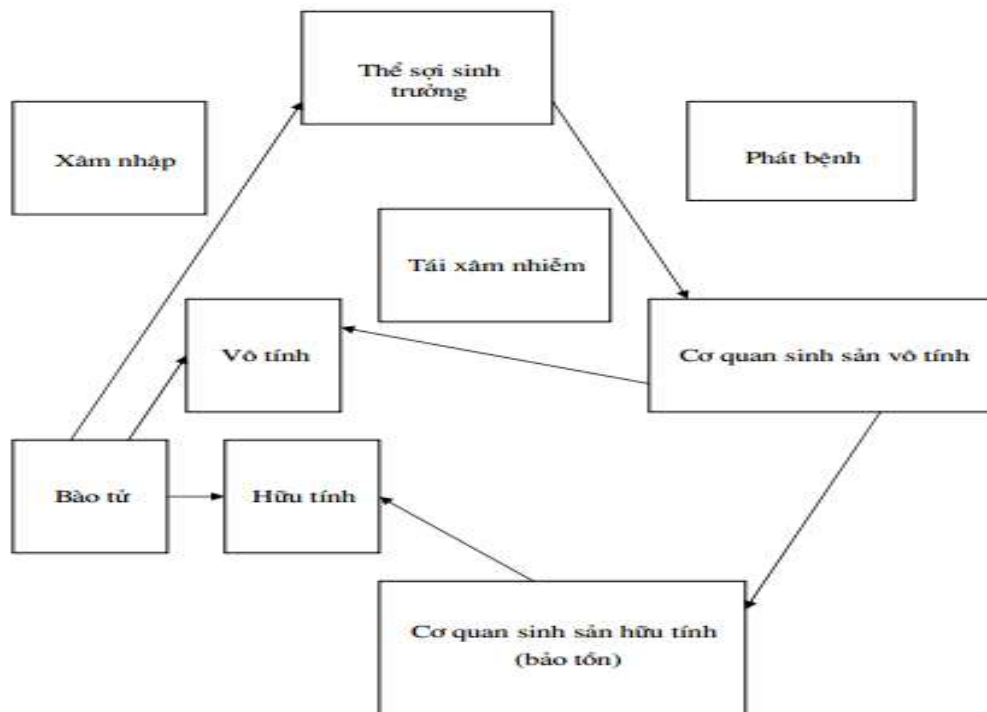 Thể sợi sinh
trưởng
Xâm nhập
Phát bệnh
Tái xâm nhiễm
Vô tính
Cơ quan sinh sản vô tính
Bào tử
Hữu tính
Cơ quan sinh sản hữu tính
(bảo tồn)